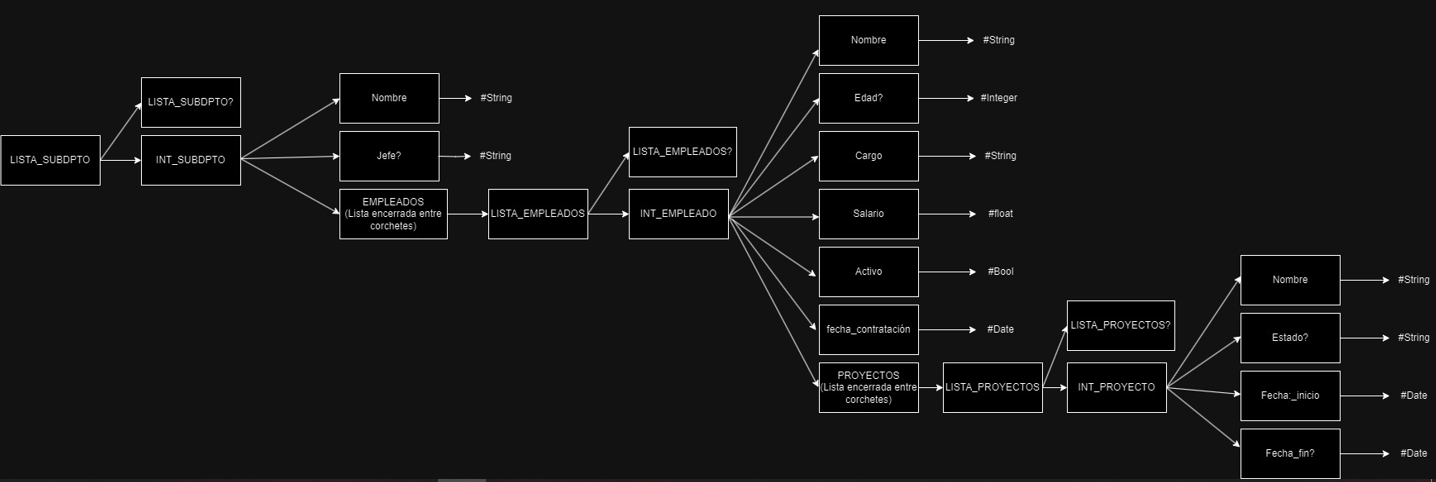 LISTA_SUBDPTO
LISTA_SUBDPTO?
INT_SUBDPTO
Nombre
#String
Jefe?
#String
EMPLEADOS
(Lista encerrada entre
corchetes)
LISTA_EMPLEADOS
LISTA_EMPLEADOS?
INT_EMPLEADO
Nombre
#String
Edad?
#Integer
Cargo
#String
Salario
#float
Activo
#Bool
fecha_contratación
#Date
PROYECTOS
(Lista encerrada entre
corchetes)
LISTA_PROYECTOS
LISTA_PROYECTOS?
INT_PROYECTO
Nombre
#String
Estado?
#String
Fecha:_inicio
#Date
Fecha_fin?
#Date